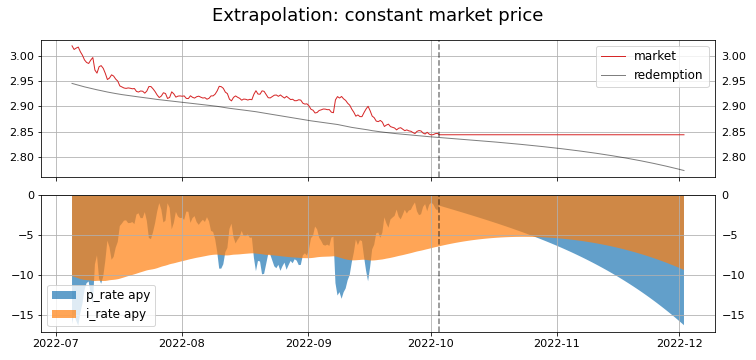 Extrapolation: constant market price
3.00 3.00
2.95 2.95
2.90 2.90
2.85 2.85
2.80 2.80
market
redemption
0 0
−5 −5
−10 −10
−15 −15
p_rate apy
i_rate apy
2022-07 2022-08 2022-09 2022-10 2022-11 2022-12